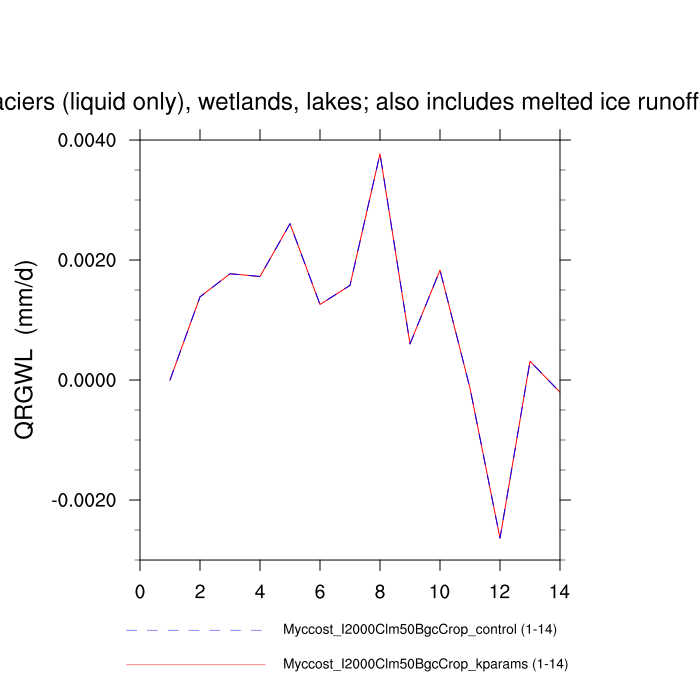 aciers (liquid only), wetlands, lakes; also includes melted ice runoff
0.0040
0.0020
0.0000
-0.0020
QRGWL (mm/d)
0 2 4 6 8 10 12 14
Myccost_I2000Clm50BgcCrop_control (1-14)
Myccost_I2000Clm50BgcCrop_kparams (1-14)